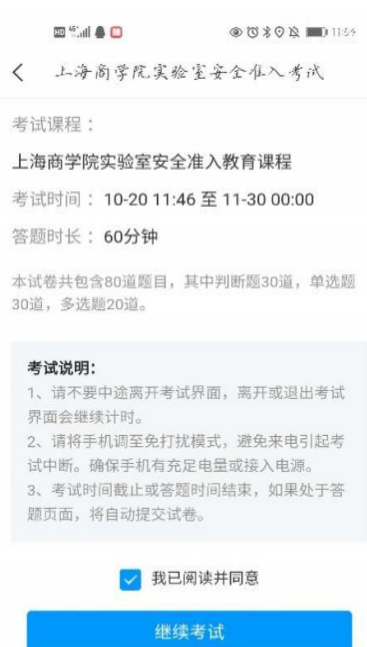 HD 46 11:54
上海商学院实验室安全准入考试
考试课程：
上海商学院实验室安全准入教育课程
考试时间：10-20 11:46 至 11-30 00:00
答题时长：60分钟
本试卷共包含80道题目，其中判断题30道，单选题
30道，多选题20道。
考试说明：
1、请不要中途离开考试界面，离开或退出考试
界面会继续计时。
2、请将手机调至免打扰模式，避免来电引起考
试中断。确保手机有充足电量或接入电源。
3、考试时间截止或答题时间结束，如果处于答
题页面，将自动提交试卷。
我已阅读并同意
继续考试